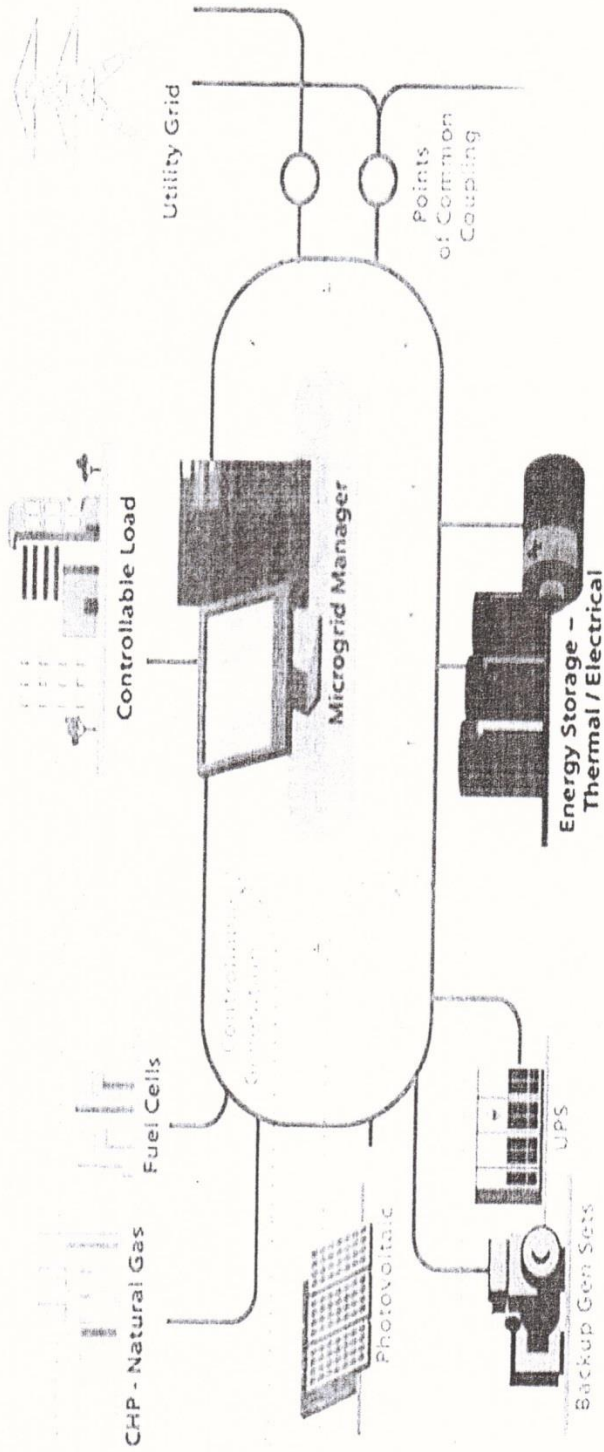 CHP - Natural Gas
Fuel Cells
Controllable Load
Utility Grid
Points
of Common
Coupling
Microgrid Manager
Photovoltaic
Backup Gen Sets
UPS
Energy Storage –
Thermal / Electrical